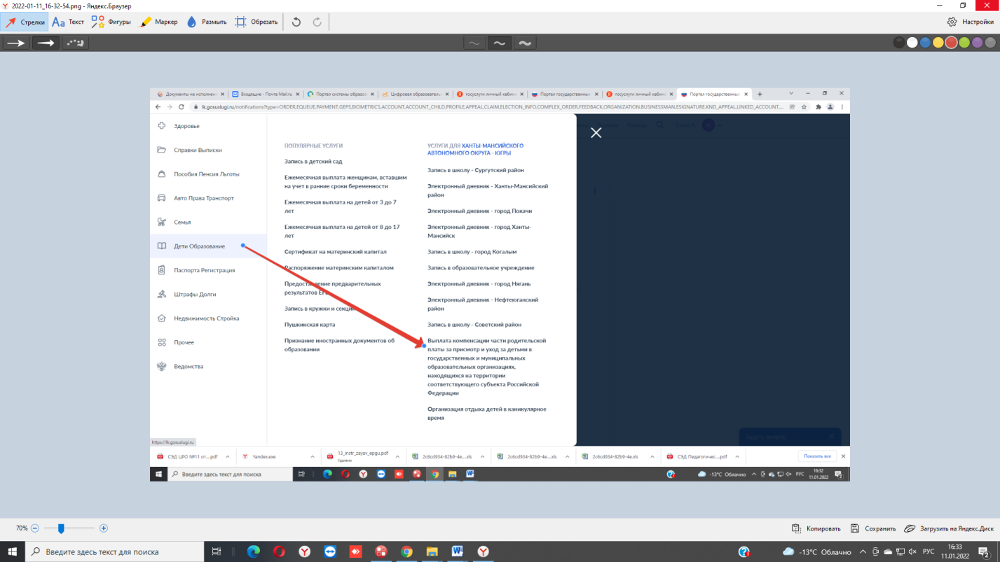 2022-01-11_16-32-54.png - Яндекс.Браузер
Стрелки Текст Фигуры Маркер Размыть Обрезать Настройки
Документы на исполнен Входящие - Почта Mail.ru Портал системы образов Цифровая образовательн госуслуги личный кабин Портал государственных госуслуги личный кабин Портал государственных
lk.gosuslugi.ru/notifications?type=ORDER,EQUEUE,PAYMENT,GEPS,BIOMETRICS,ACCOUNT,ACCOUNT_CHILD,PROFILE,APPEAL,CLAIM,ELECTION_INFO,COMPLEX_ORDER,FEEDBACK,ORGANIZATION,BUSINESSMAN,ESIGNATURE,KND_APPEAL,LINKED_ACCOUNT,...
Здоровье
Справки Выписки
Пособия Пенсия Льготы
Авто Права Транспорт
Семья
Дети Образование
Паспорта Регистрация
Штрафы Долги
Недвижимость Стройка
Прочее
Ведомства
ПОПУЛЯРНЫЕ УСЛУГИ
Запись в детский сад
Ежемесячная выплата женщинам, вставшим
на учет в ранние сроки беременности
Ежемесячная выплата на детей от 3 до 7
лет
Ежемесячная выплата на детей от 8 до 17
лет
Сертификат на материнский капитал
Распоряжение материнским капиталом
Предоставление предварительных
результатов ЕГЭ
Запись в кружки и секции
Пушкинская карта
Признание иностранных документов об
образовании
УСЛУГИ ДЛЯ ХАНТЫ-МАНСИЙСКОГО
АВТОНОМНОГО ОКРУГА - ЮГРЫ
Запись в школу - Сургутский район
Электронный дневник - Ханты-Мансийский
район
Электронный дневник - город Покачи
Электронный дневник - город Ханты-
Мансийск
Запись в школу - город Когалым
Запись в образовательное учреждение
Электронный дневник - город Нягань
Электронный дневник - Нефтеюганский
район
Запись в школу - Советский район
Выплата компенсации части родительской
платы за присмотр и уход за детьми в
государственных и муниципальных
образовательных организациях,
находящихся на территории
соответствующего субъекта Российской
Федерации
Организация отдыха детей в каникулярное
время
https://lk.gosuslugi.ru
СЭД ЦРО №11 от....pdf Yandex.exe 13_instr_zayav_epgu.pdf 2c6cd934-82b9-4e....xls 2c6cd934-82b9-4e....xls 2c6cd934-82b9-4e.xls СЭД Педагогичес....pdf Показать все
Удалено
Введите здесь текст для поиска -13°C Облачно РУС 16:32
11.01.2022
70% Копировать Сохранить Загрузить на Яндекс.Диск
Введите здесь текст для поиска -13°C Облачно РУС 16:33
11.01.2022